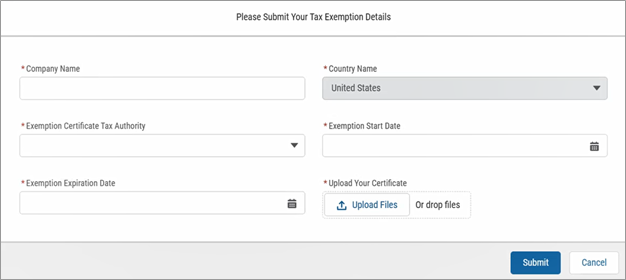 Please Submit Your Tax Exemption Details
* Company Name
* Country Name
United States
* Exemption Certificate Tax Authority
* Exemption Start Date
* Exemption Expiration Date
* Upload Your Certificate
Upload Files Or drop files
Submit Cancel